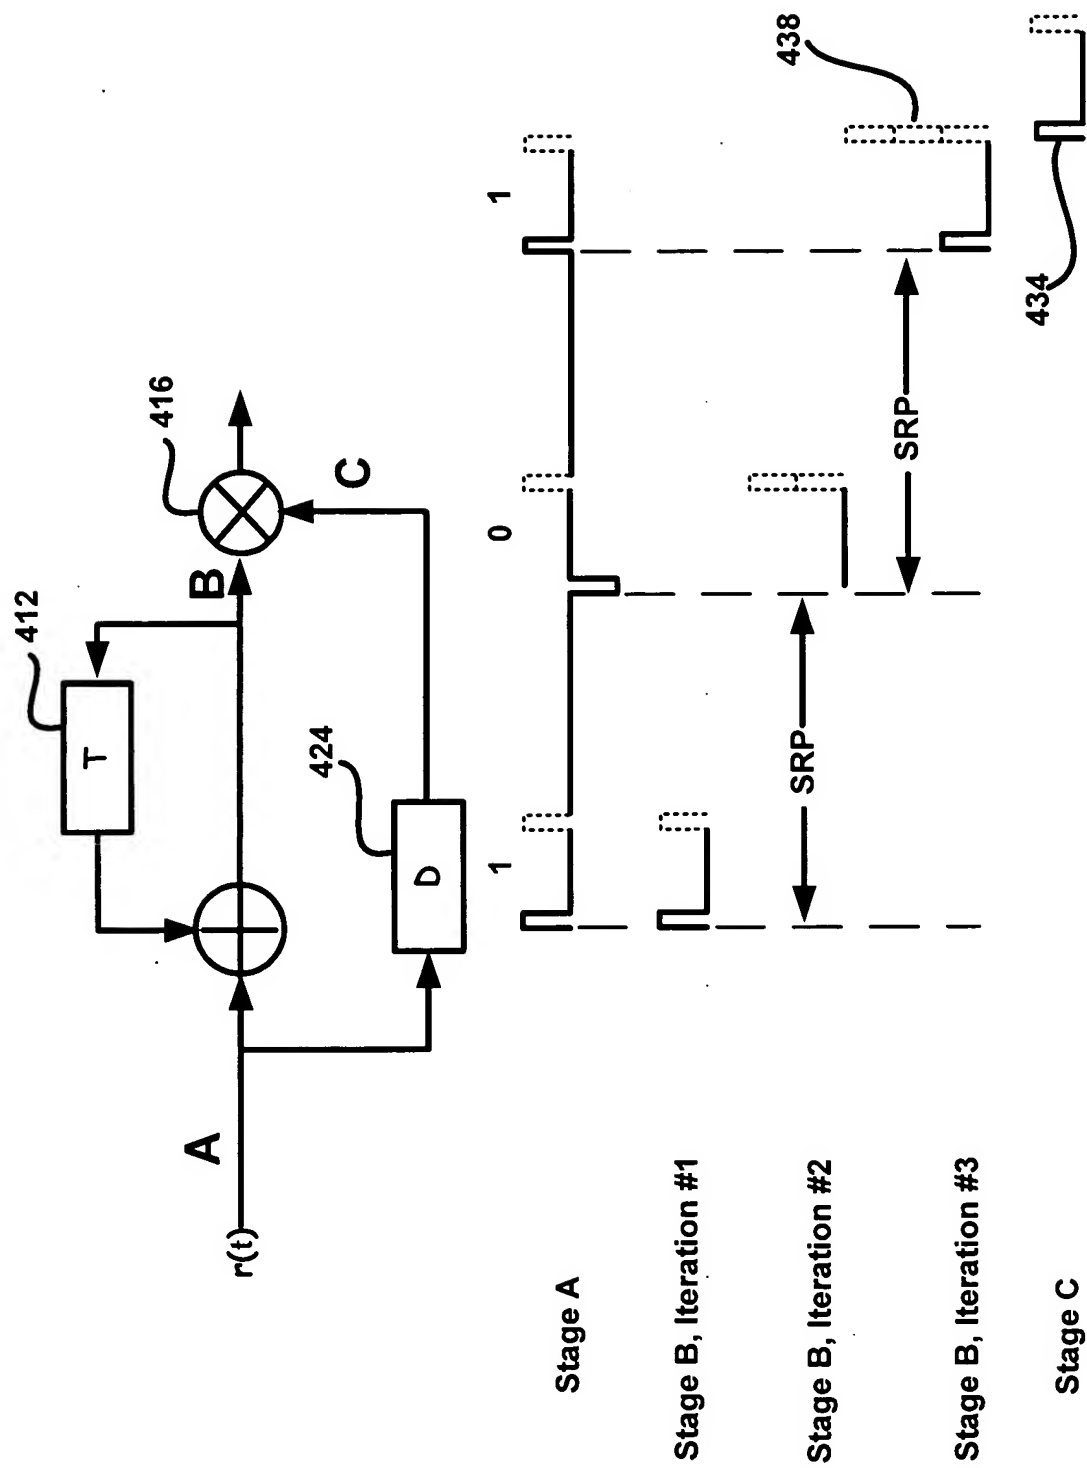 412
T
416
r(t)
A
B
C
424
D
1
0
1
Stage A
Stage B, Iteration #1
Stage B, Iteration #2
SRP
Stage B, Iteration #3
SRP
438
Stage C
434